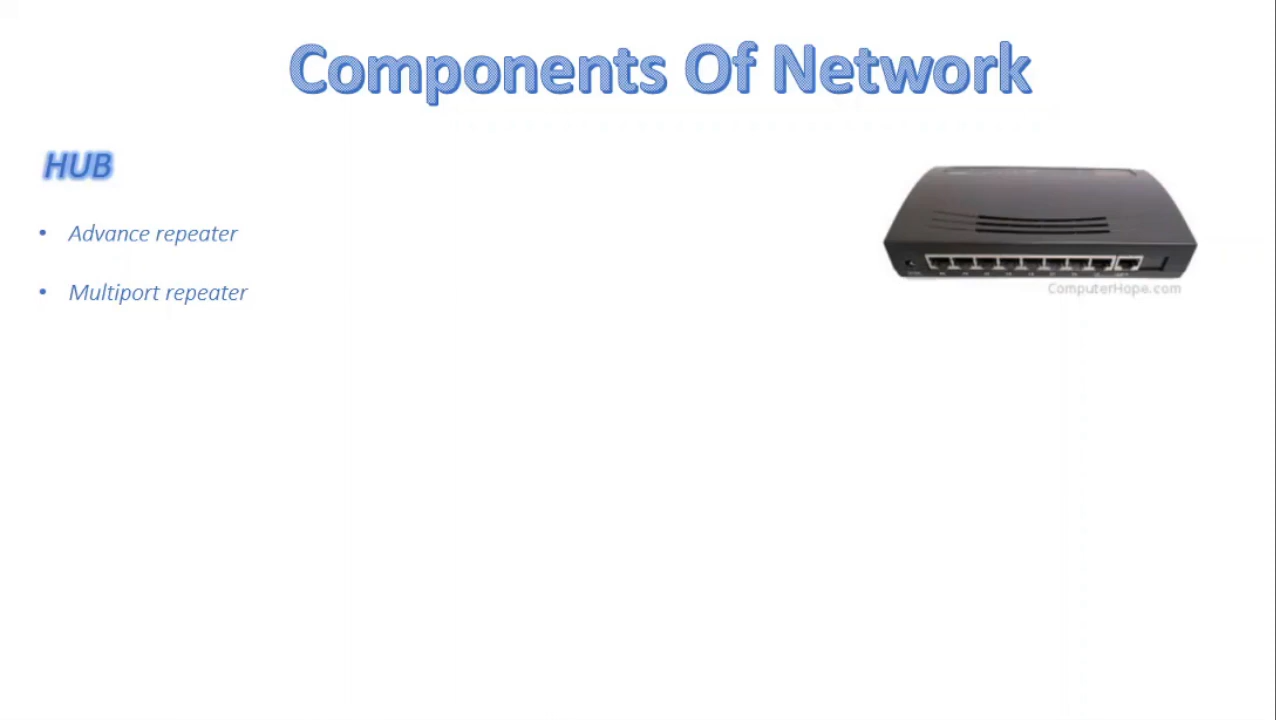 Components Of Network
HUB
• Advance repeater
• Multiport repeater
ComputerHope.com